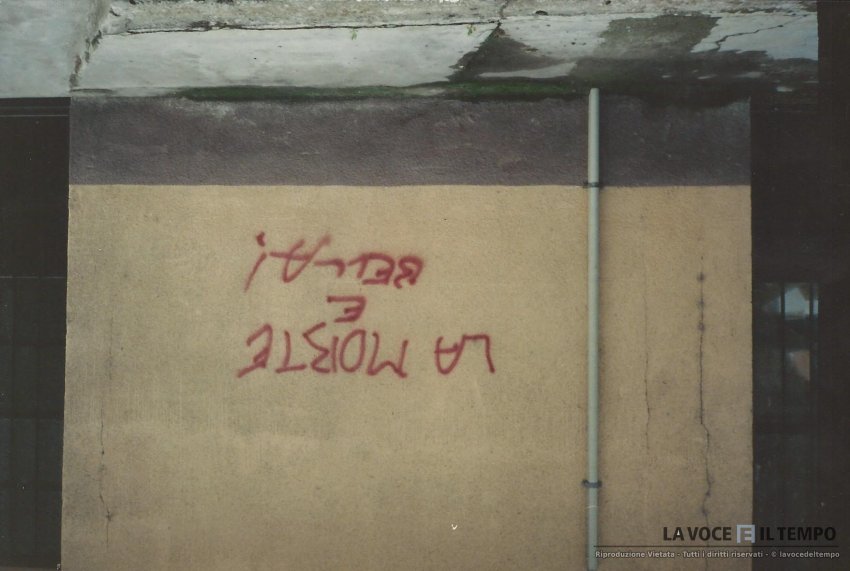 LA MORTE
E
BELLA!
LA VOCE E IL TEMPO
Riproduzione Vietata - Tutti i diritti riservati - © lavocedeltempo